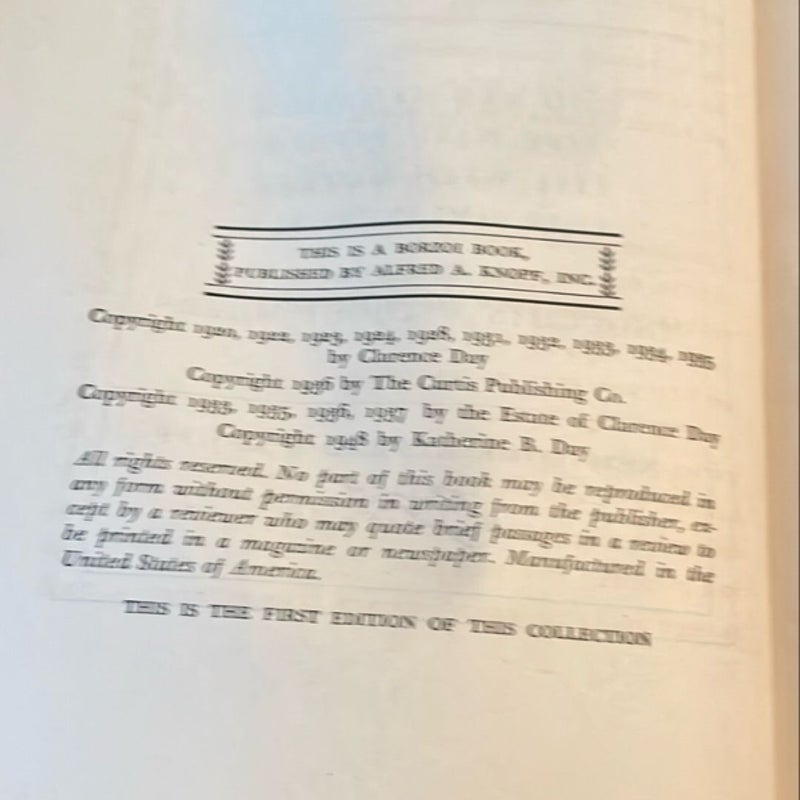 THIS IS A BORZOI BOOK,
PUBLISHED BY ALFRED A. KNOPF, INC.
Copyright 1920, 1922, 1923, 1924, 1928, 1931, 1932, 1933, 1934, 1935
by Clarence Day
Copyright 1936 by The Curtis Publishing Co.
Copyright 1933, 1935, 1936, 1937 by the Estate of Clarence Day
Copyright 1948 by Katherine B. Day
All rights reserved. No part of this book may be reproduced in
any form without permission in writing from the publisher, ex-
cept by a reviewer who may quote brief passages in a review to
be printed in a magazine or newspaper. Manufactured in the
United States of America.
THIS IS THE FIRST EDITION OF THIS COLLECTION